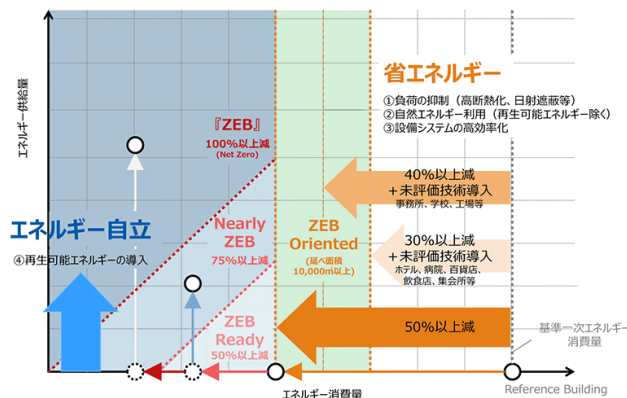 省エネルギー
①負荷の抑制（高断熱化、日射遮蔽等）
②自然エネルギー利用（再生可能エネルギー除く）
③設備システムの高効率化
エネルギー供給量
『ZEB』
100％以上減
(Net Zero)
40％以上減
＋未評価技術導入
事務所、学校、工場等
エネルギー自立
④再生可能エネルギーの導入
Nearly
ZEB
75％以上減
ZEB
Oriented
(延べ面積
10,000㎡以上)
30％以上減
＋未評価技術導入
ホテル、病院、百貨店、
飲食店、集会所等
ZEB
Ready
50％以上減
50％以上減
基準一次エネルギー
消費量
エネルギー消費量
Reference Building